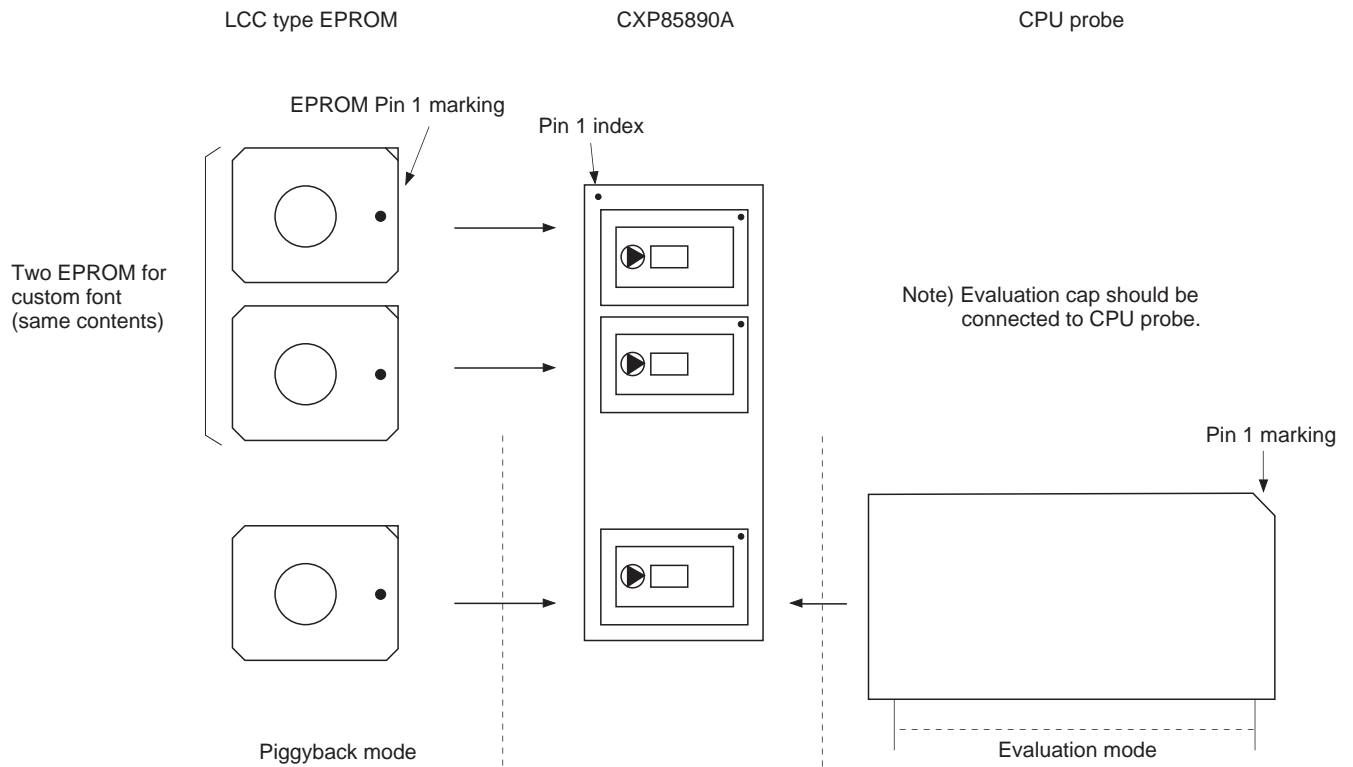 LCC type EPROM
CXP85890A
CPU probe
EPROM Pin 1 marking
Pin 1 index
Two EPROM for
custom font
(same contents)
Note) Evaluation cap should be
connected to CPU probe.
Pin 1 marking
Piggyback mode
Evaluation mode